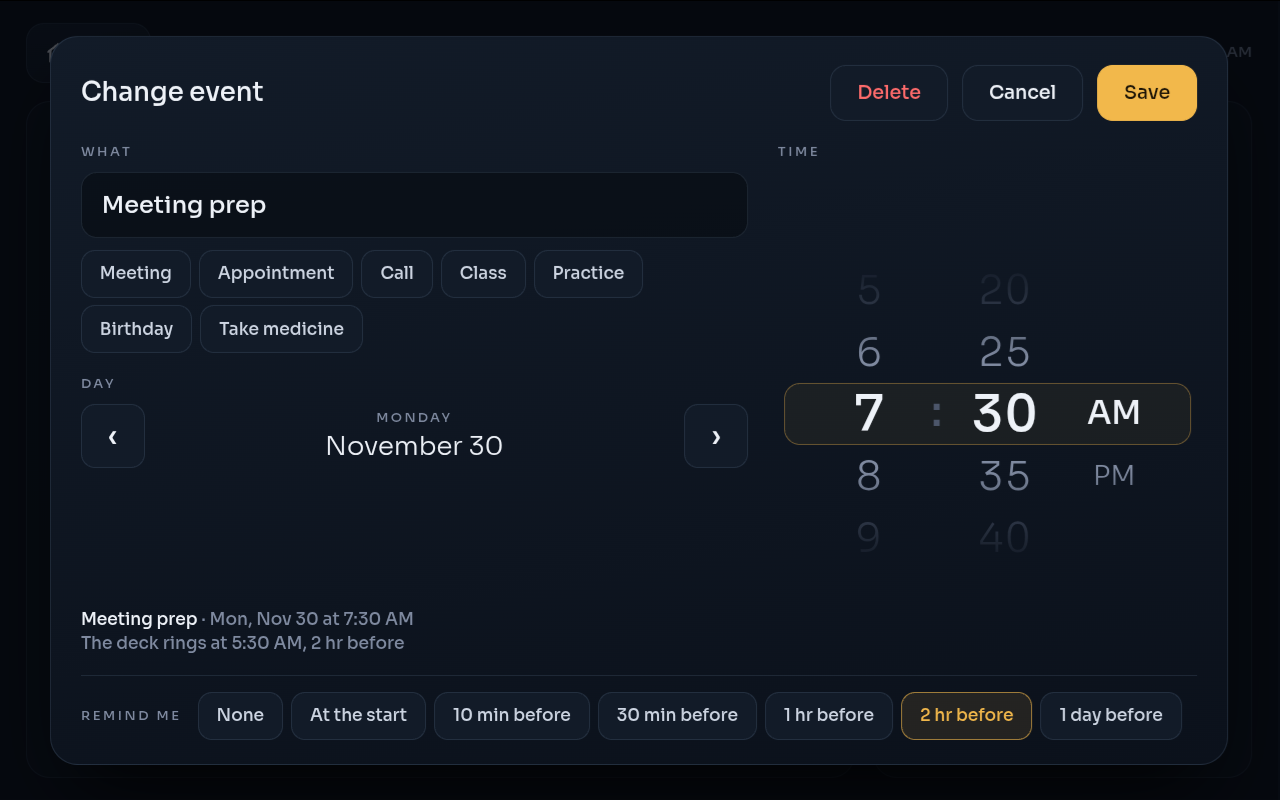 AM
Change event
Delete
Cancel
Save
WHAT
TIME
Meeting prep
Meeting
Appointment
Call
Class
Practice
Birthday
Take medicine
DAY
‹
MONDAY
November 30
›
5 20
6 25
7 : 30 AM
8 35 PM
9 40
Meeting prep · Mon, Nov 30 at 7:30 AM
The deck rings at 5:30 AM, 2 hr before
REMIND ME
None
At the start
10 min before
30 min before
1 hr before
2 hr before
1 day before